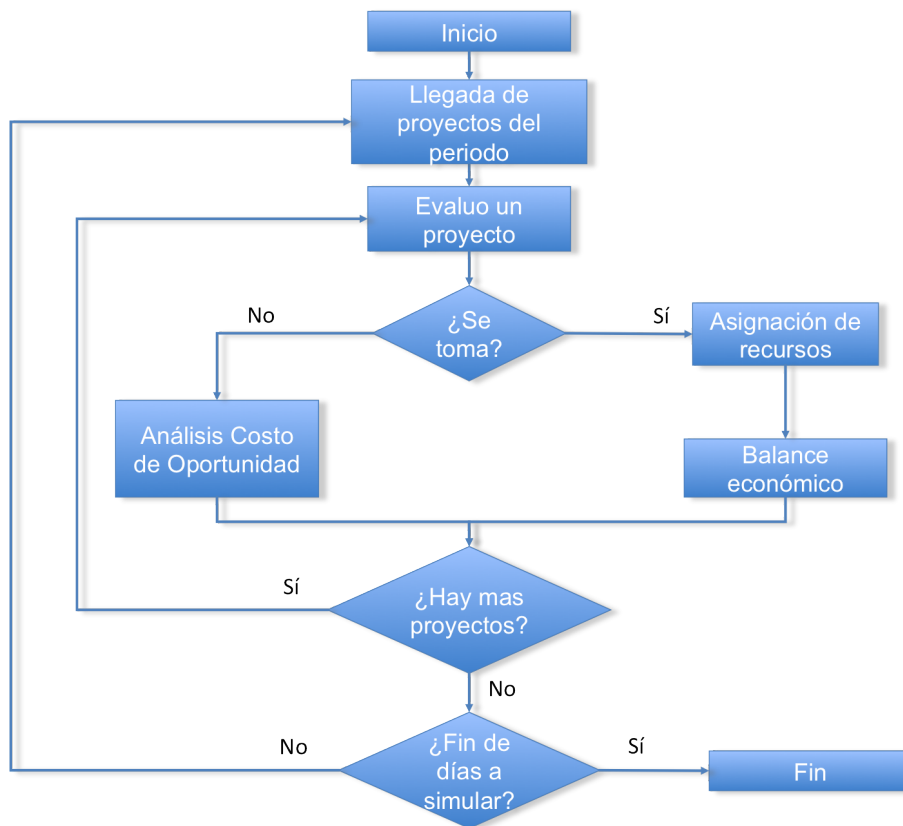 Inicio
Llegada de
proyectos del
periodo
Evaluo un
proyecto
¿Se
toma?
No
Sí
Asignación de
recursos
Análisis Costo
de Oportunidad
Balance
económico
¿Hay mas
proyectos?
Sí
No
¿Fin de
días a
simular?
No
Sí
Fin